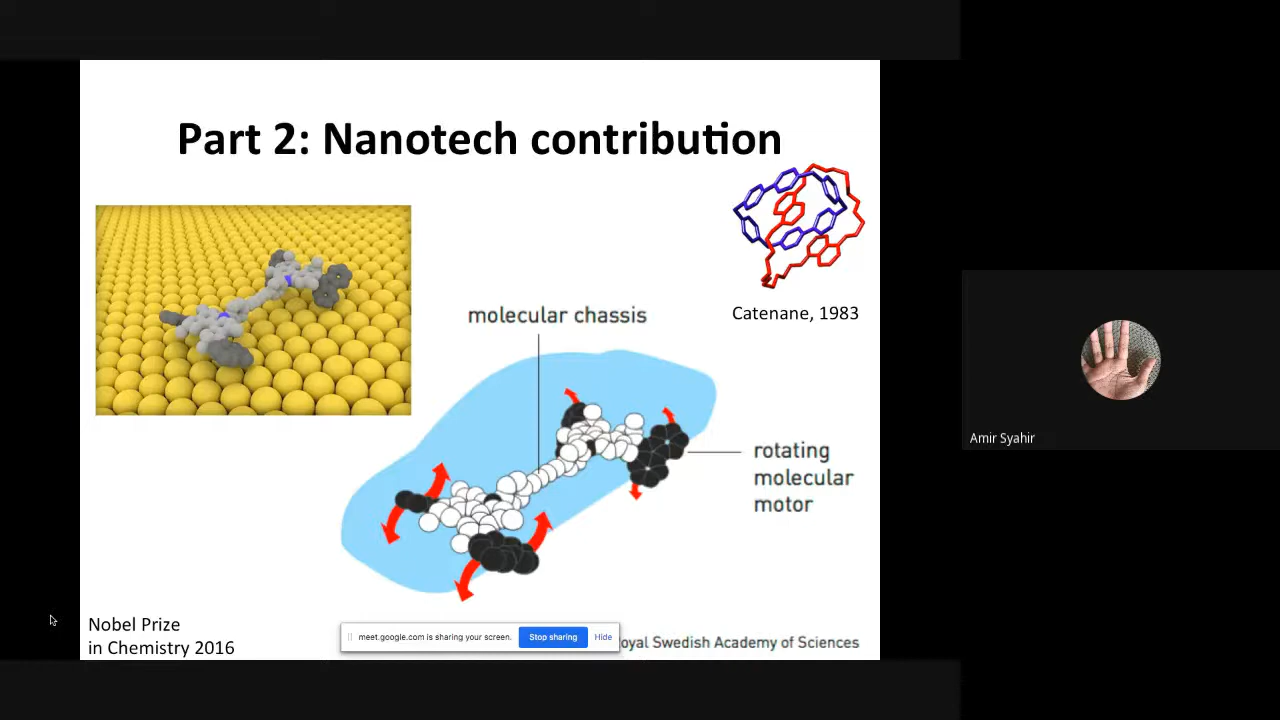 Part 2: Nanotech contribution
Catenane, 1983
molecular chassis
rotating
molecular
motor
Nobel Prize
in Chemistry 2016
meet.google.com is sharing your screen. Stop sharing Hide
Swedish Academy of Sciences
Amir Syahir